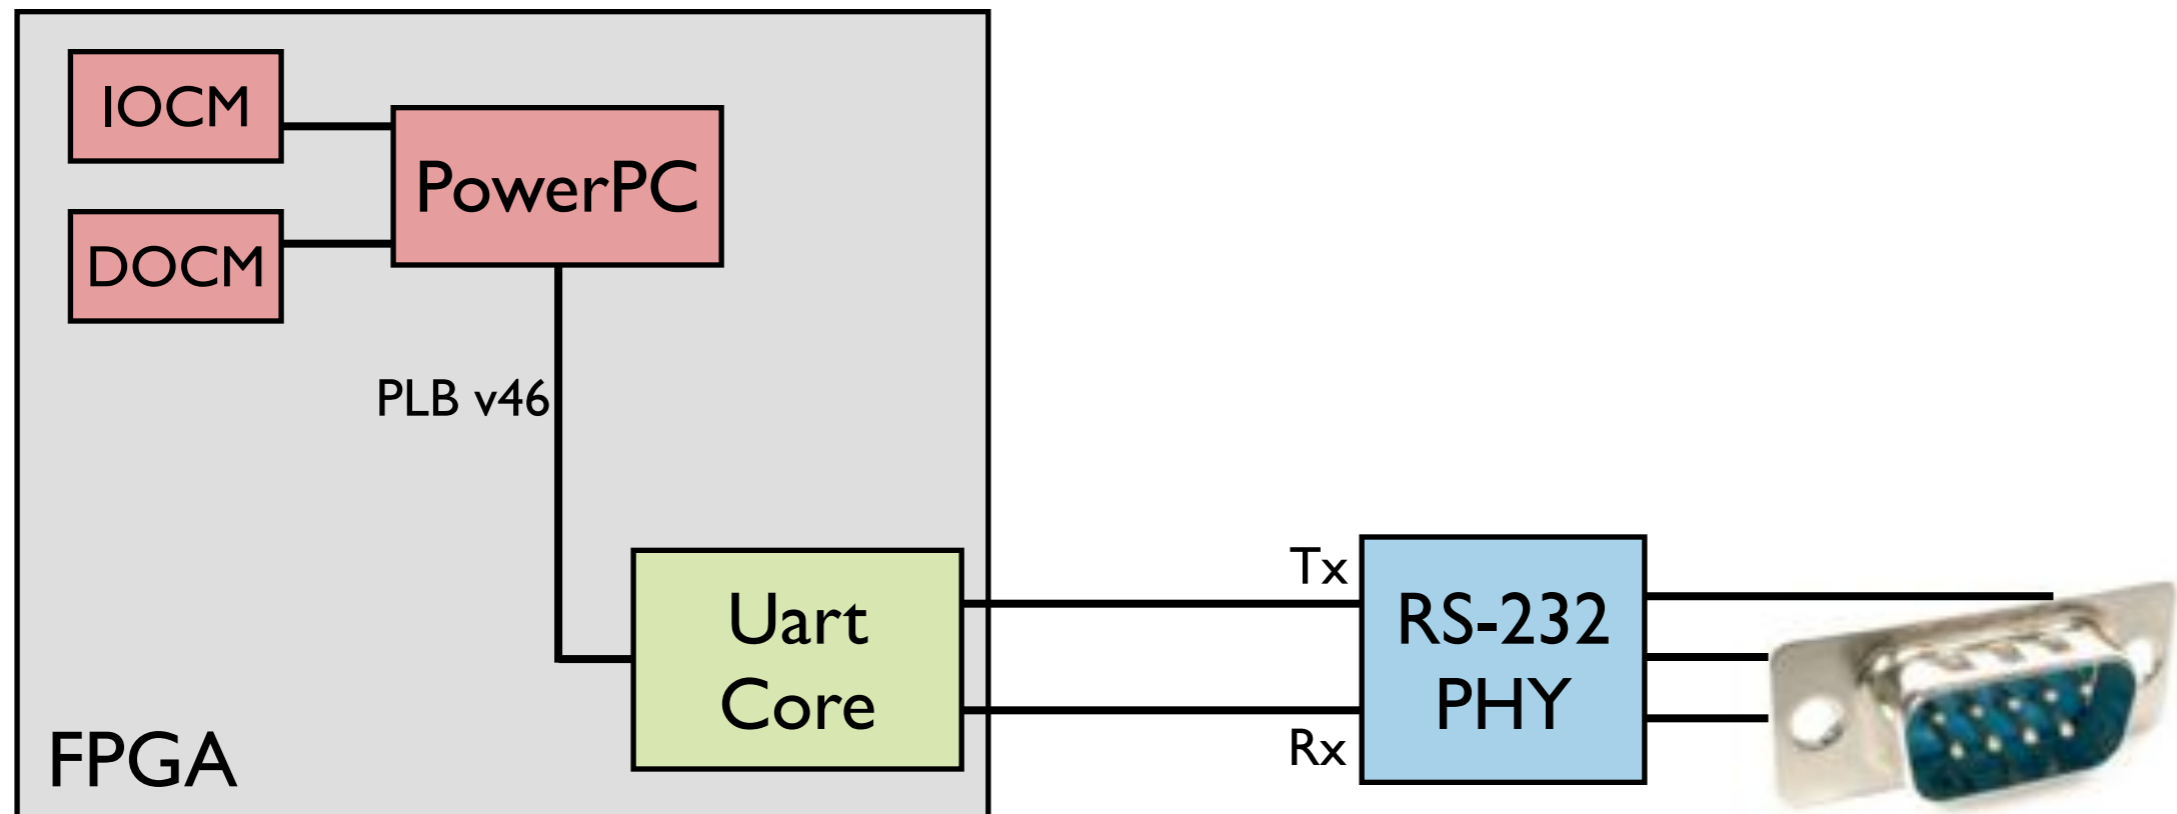 IOCM
PowerPC
DOCM
PLB v46
Tx
Uart
Core
RS-232
PHY
Rx
FPGA